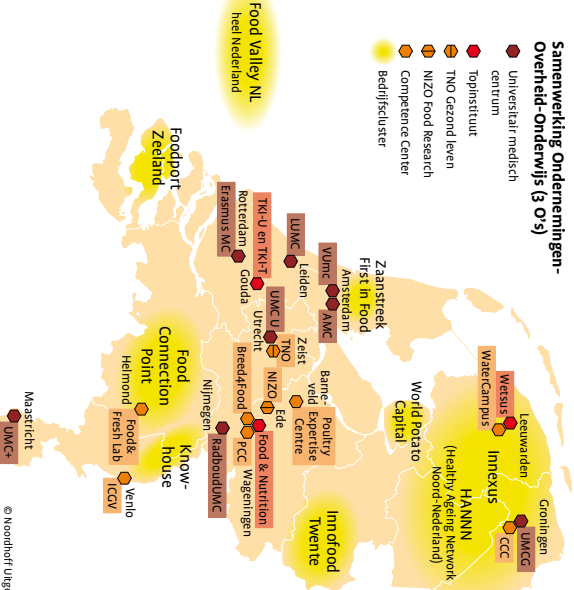 Samenwerking Ondernemingen-
Overheid-Onderwijs (3 O's)
Universitair medisch
centrum
Topinstituut
TNO Gezond leven
NIZO Food Research
Competence Center
Bedrijfscluster
Food Valley NL
heel Nederland
Leeuwarden
Wetsus
WaterCampus
Groningen
UMCG
CCC
Innexus
HANNN
(Healthy Ageing Network
Noord-Nederland)
Zaanstreek
First in Food
Amsterdam
VUmc
AMC
World Potato
Capital
LUMC
Leiden
TKI-U en TKI-T
Gouda
Rotterdam
Erasmus MC
UMC U
Utrecht
Zeist
TNO
Barne-
veld
Poultry
Expertise
Centre
NIZO
Ede
Breed4Food
Food & Nutrition
PCC
Wageningen
Innofood
Twente
Nijmegen
RadboudUMC
Foodport
Zeeland
Food
Connection
Point
Helmond
Food&
Fresh Lab
Know-
house
Venlo
ICGV
Maastricht
UMC+
© Noordhoff Uitg